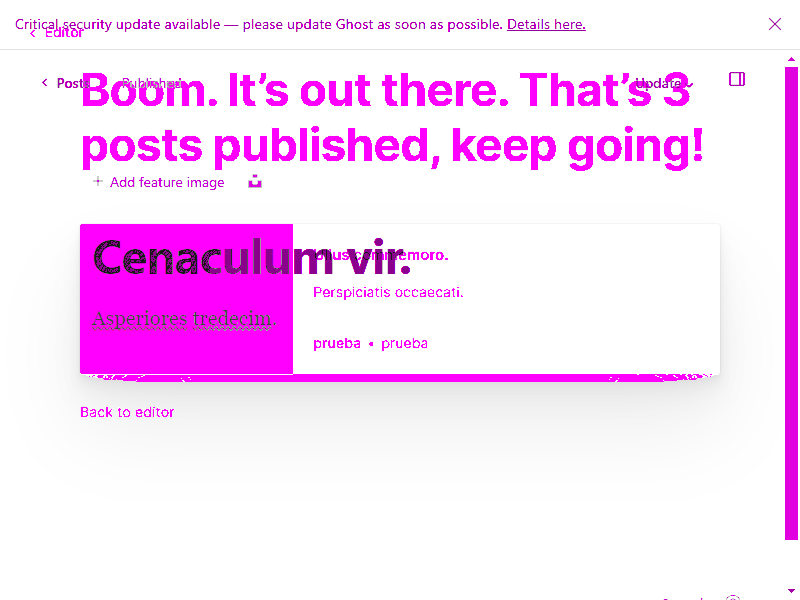 Critical security update available — please update Ghost as soon as possible. Details here.
Editor
Posts
Published
Update
Boom. It's out there. That's 3
posts published, keep going!
Add feature image
Cenaculum vir.
commemoro.
Perspiciatis occaecati.
Asperiores tredecim.
prueba • prueba
Back to editor